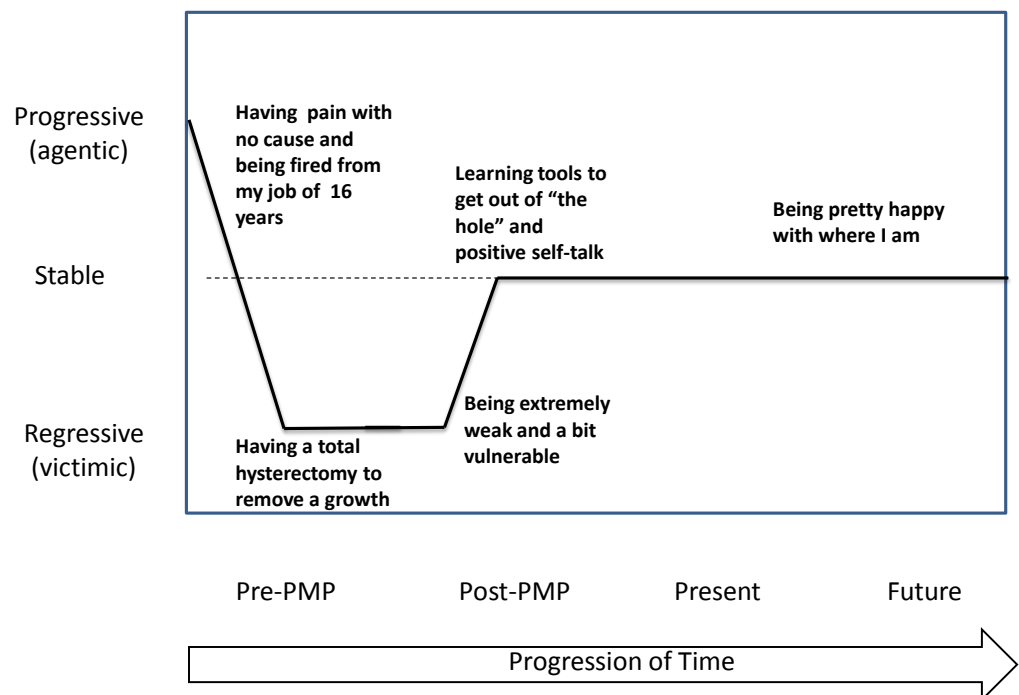 Progressive
(agentic)
Having pain with
no cause and
being fired from
my job of 16
years
Learning tools to
get out of “the
hole” and
positive self-talk
Being pretty happy
with where I am
Stable
Regressive
(victimic)
Having a total
hysterectomy to
remove a growth
Being extremely
weak and a bit
vulnerable
Pre-PMP
Post-PMP
Present
Future
Progression of Time